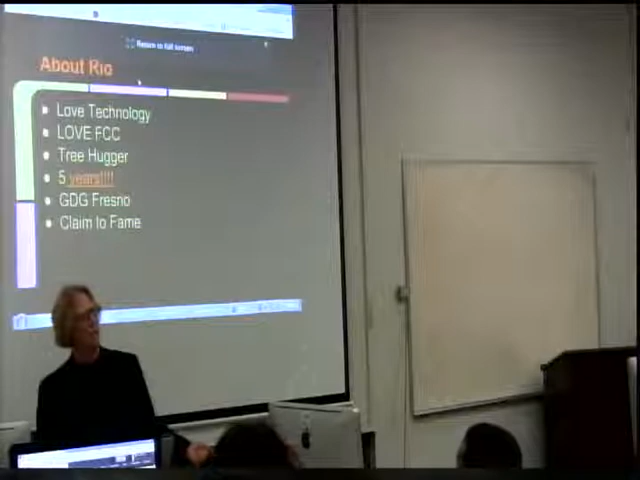 Return to full screen
About Rio
Love Technology
LOVE FCC
Tree Hugger
5 years!!!!
GDG Fresno
Claim to Fame